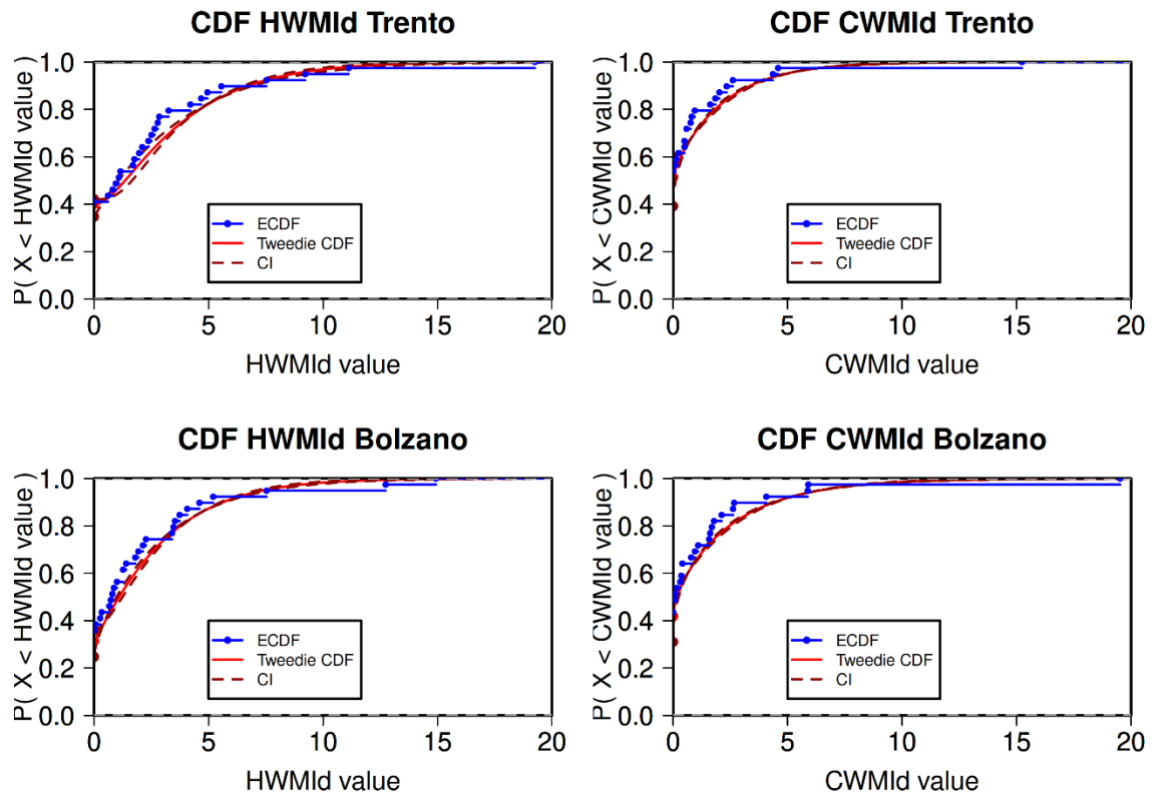 CDF HWMId Trento
P( X < HWMId value )
1.0
0.8
0.6
0.4
0.2
0.0
ECDF
Tweedie CDF
CI
0 5 10 15 20
HWMId value
CDF CWMId Trento
P( X < CWMId value )
1.0
0.8
0.6
0.4
0.2
0.0
ECDF
Tweedie CDF
CI
0 5 10 15 20
CWMId value
CDF HWMId Bolzano
P( X < HWMId value )
1.0
0.8
0.6
0.4
0.2
0.0
ECDF
Tweedie CDF
CI
0 5 10 15 20
HWMId value
CDF CWMId Bolzano
P( X < CWMId value )
1.0
0.8
0.6
0.4
0.2
0.0
ECDF
Tweedie CDF
CI
0 5 10 15 20
CWMId value